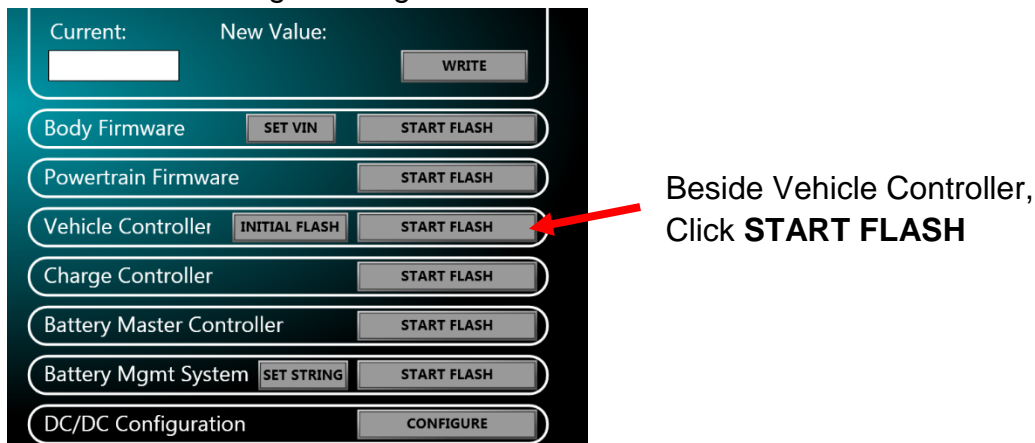 Current: New Value:
WRITE
Body Firmware SET VIN START FLASH
Powertrain Firmware START FLASH
Vehicle Controller INITIAL FLASH START FLASH
Charge Controller START FLASH
Battery Master Controller START FLASH
Battery Mgmt System SET STRING START FLASH
DC/DC Configuration CONFIGURE
Beside Vehicle Controller,
Click START FLASH